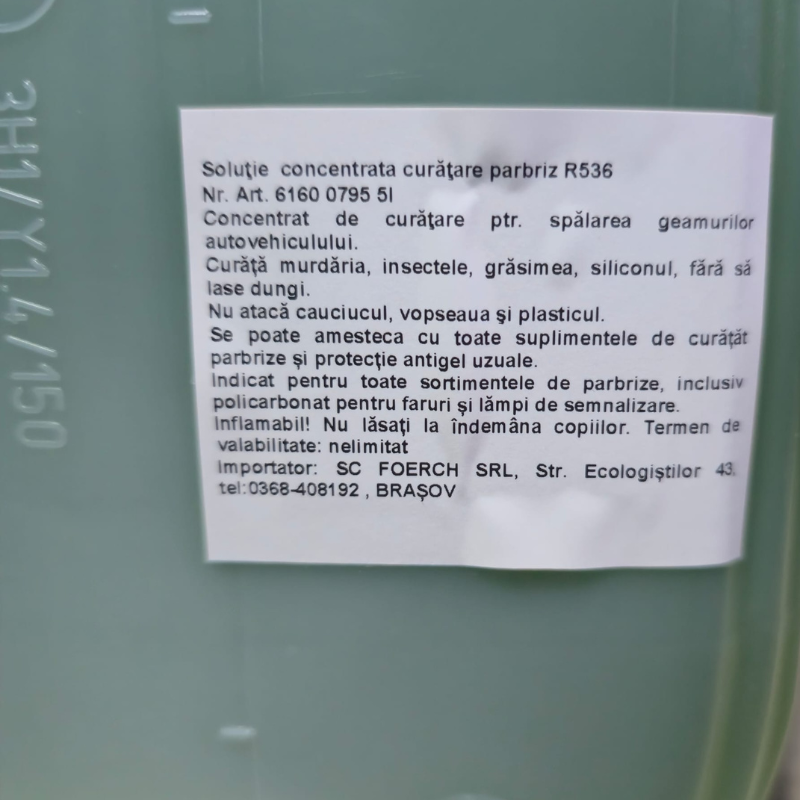 Soluţie concentrata curăţare parbriz R536
Nr. Art. 6160 0795 5l
Concentrat de curăţare ptr. spălarea geamurilor
autovehiculului.
Curăţă murdăria, insectele, grăsimea, siliconul, fără să
lase dungi.
Nu atacă cauciucul, vopseaua şi plasticul.
Se poate amesteca cu toate suplimentele de curăţăt
parbrize şi protecţie antigel uzuale.
Indicat pentru toate sortimentele de parbrize, inclusiv
policarbonat pentru faruri şi lămpi de semnalizare.
Inflamabil! Nu lăsaţi la îndemâna copiilor. Termen de
valabilitate: nelimitat
Importator: SC FOERCH SRL, Str. Ecologiştilor 43,
tel:0368-408192 , BRAŞOV
3H1/Y1.4/150